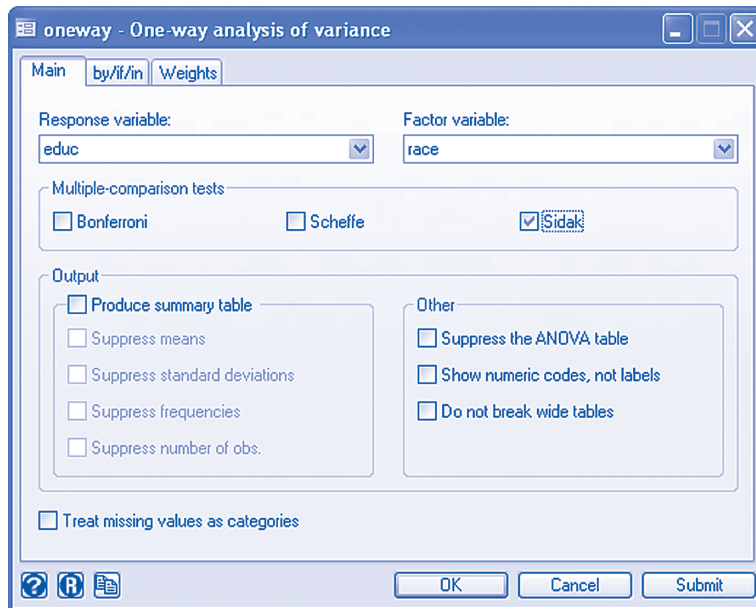 oneway - One-way analysis of variance
Main by/if/in Weights
Response variable: Factor variable:
educ race
Multiple-comparison tests
Bonferroni Scheffe Sidak
Output
Produce summary table Other
Suppress means Suppress the ANOVA table
Suppress standard deviations Show numeric codes, not labels
Suppress frequencies Do not break wide tables
Suppress number of obs.
Treat missing values as categories
? R OK Cancel Submit